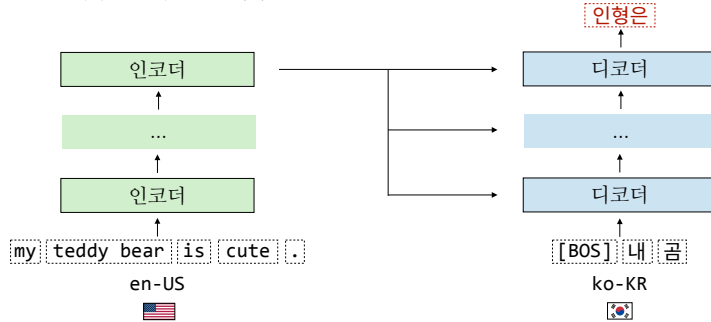 인형은
인코더 디코더
... ...
인코더 디코더
my teddy bear is cute . [BOS] 내 곰
en-US ko-KR